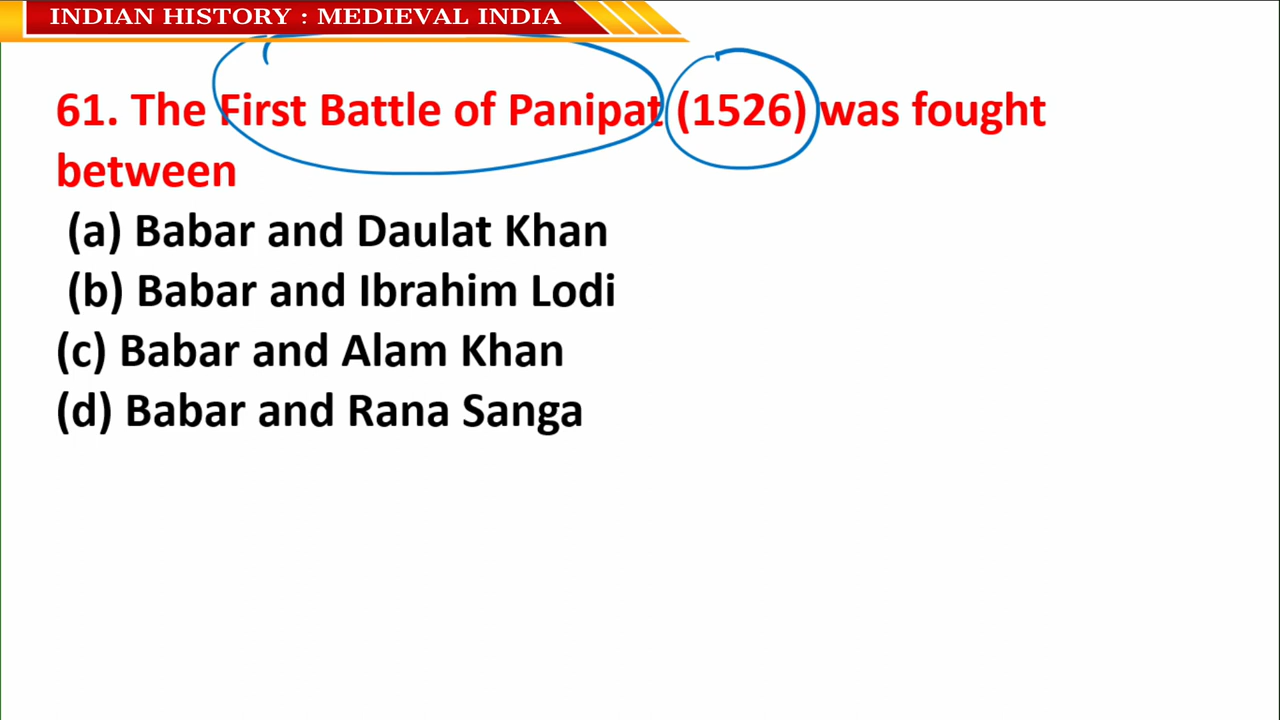 INDIAN HISTORY : MEDIEVAL INDIA
61. The First Battle of Panipat (1526) was fought
between
(a) Babar and Daulat Khan
(b) Babar and Ibrahim Lodi
(c) Babar and Alam Khan
(d) Babar and Rana Sanga